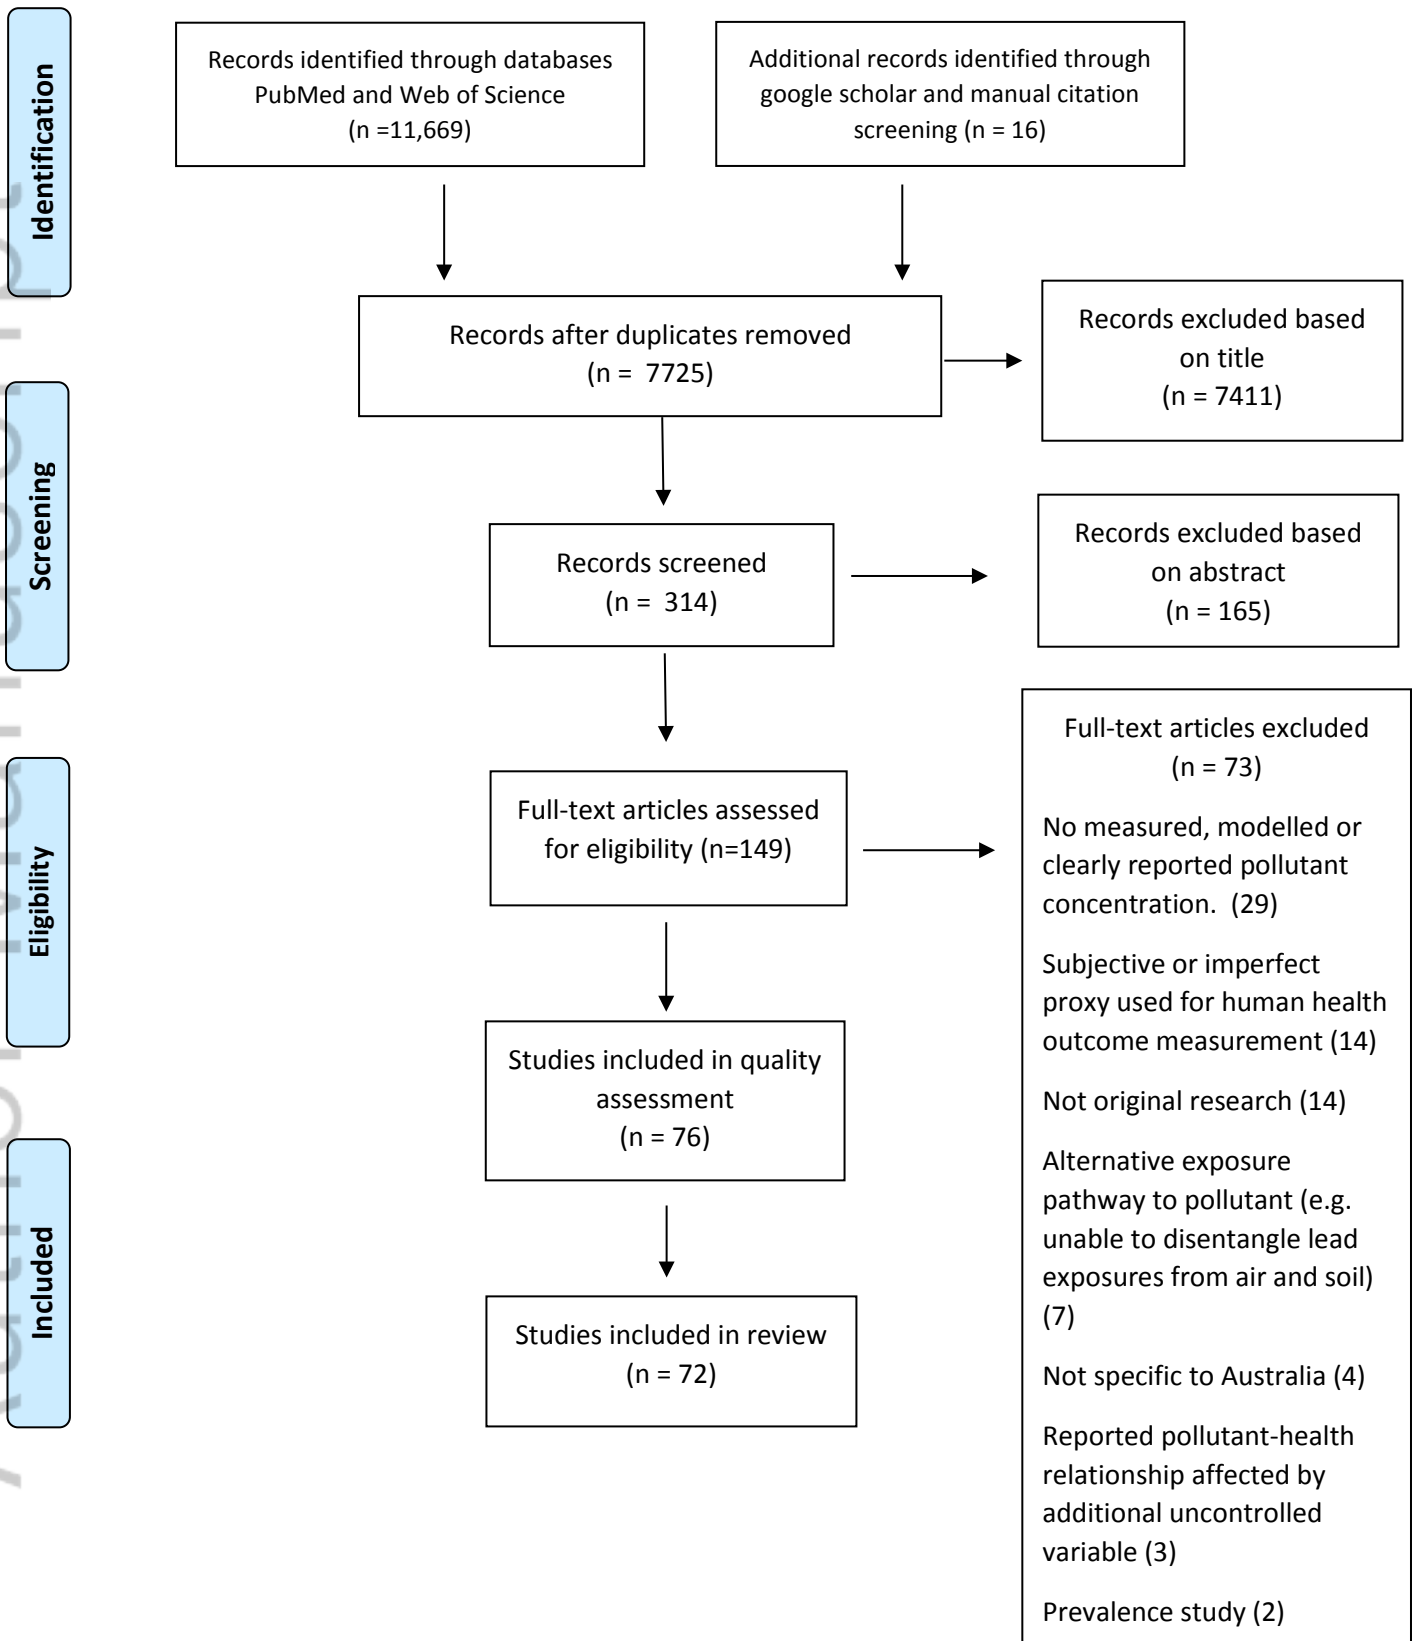 Identification
Records identified through databases
PubMed and Web of Science
(n =11,669)
Additional records identified through
google scholar and manual citation
screening (n = 16)
Records after duplicates removed
(n = 7725)
Records excluded based
on title
(n = 7411)
Screening
Records screened
(n = 314)
Records excluded based
on abstract
(n = 165)
Eligibility
Full-text articles assessed
for eligibility (n=149)
Full-text articles excluded
(n = 73)
No measured, modelled or
clearly reported pollutant
concentration. (29)
Subjective or imperfect
proxy used for human health
outcome measurement (14)
Not original research (14)
Alternative exposure
pathway to pollutant (e.g.
unable to disentangle lead
exposures from air and soil)
(7)
Not specific to Australia (4)
Reported pollutant-health
relationship affected by
additional uncontrolled
variable (3)
Prevalence study (2)
Studies included in quality
assessment
(n = 76)
Included
Studies included in review
(n = 72)